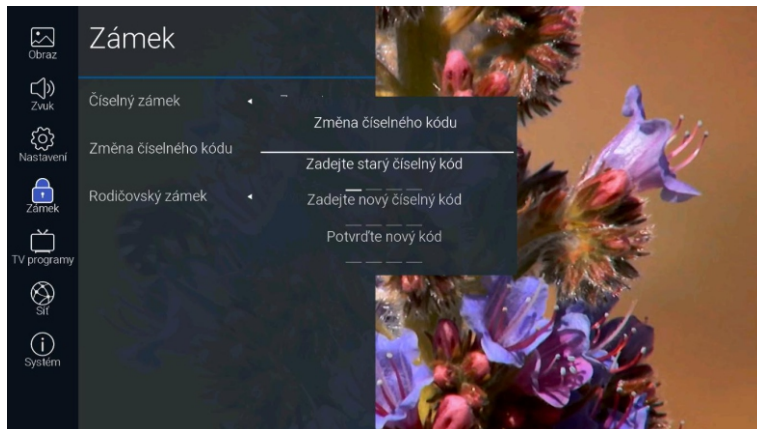 Obraz
Zvuk
Nastavení
Zámek
TV programy
Síť
Systém
Zámek
Číselný zámek
Změna číselného kódu
Rodičovský zámek
Změna číselného kódu
Zadejte starý číselný kód
Zadejte nový číselný kód
Potvrďte nový kód